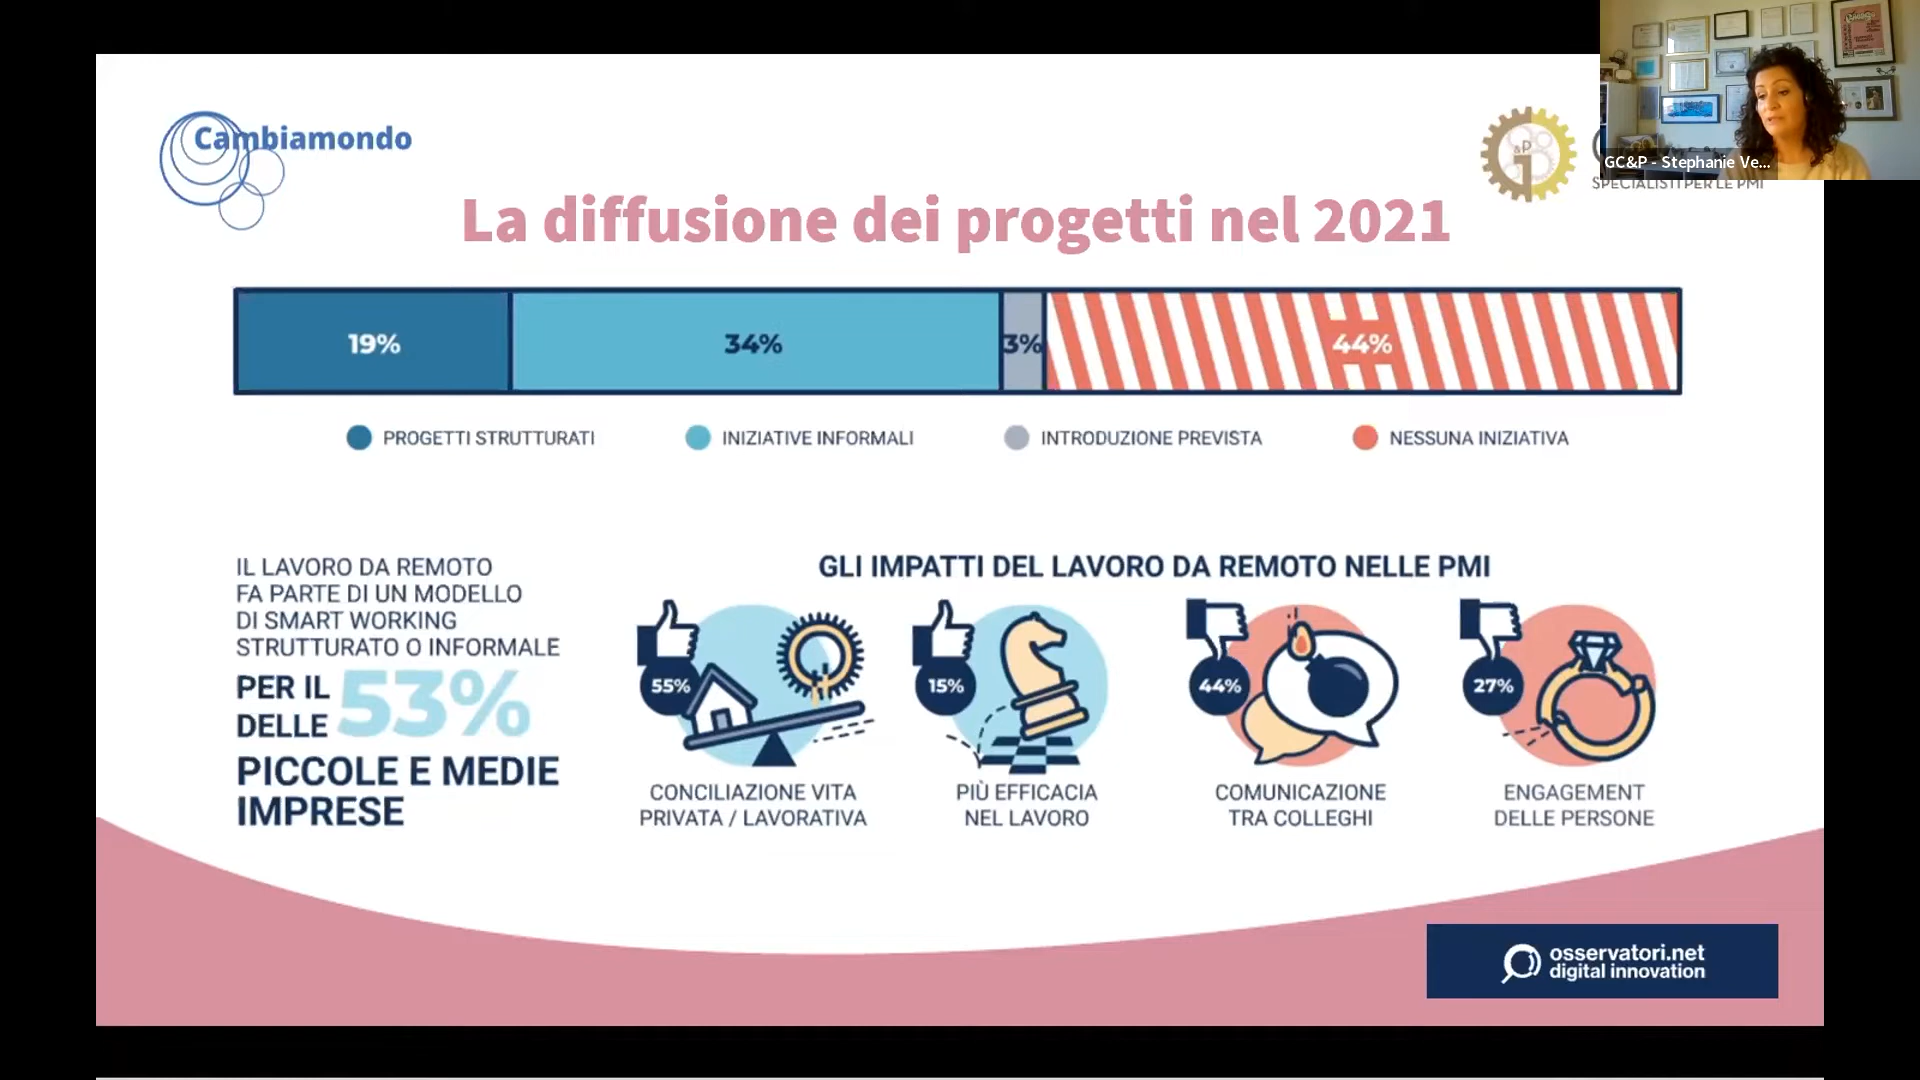 Cambiamondo
SPECIALISTI PER LE PMI
GC&P - Stephanie Ve...
La diffusione dei progetti nel 2021
19%
34%
3%
44%
PROGETTI STRUTTURATI
INIZIATIVE INFORMALI
INTRODUZIONE PREVISTA
NESSUNA INIZIATIVA
IL LAVORO DA REMOTO
FA PARTE DI UN MODELLO
DI SMART WORKING
STRUTTURATO O INFORMALE
PER IL
DELLE
53%
PICCOLE E MEDIE
IMPRESE
GLI IMPATTI DEL LAVORO DA REMOTO NELLE PMI
55%
CONCILIAZIONE VITA
PRIVATA / LAVORATIVA
15%
PIÙ EFFICACIA
NEL LAVORO
44%
COMUNICAZIONE
TRA COLLEGHI
27%
ENGAGEMENT
DELLE PERSONE
osservatori.net
digital innovation